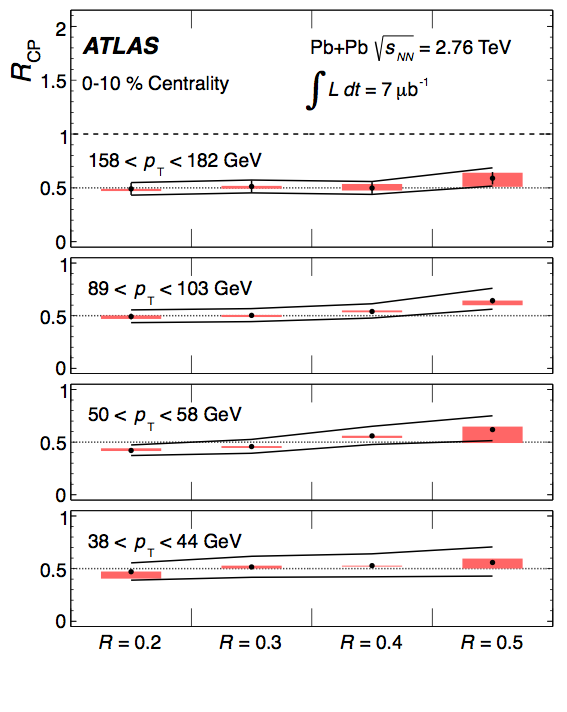 R_CP
2
1.5
1
0.5
0
ATLAS
Pb+Pb √s_NN = 2.76 TeV
0-10 % Centrality
∫ L dt = 7 μb⁻¹
158 < p_T < 182 GeV
1
0.5
0
89 < p_T < 103 GeV
1
0.5
0
50 < p_T < 58 GeV
1
0.5
0
38 < p_T < 44 GeV
R = 0.2 R = 0.3 R = 0.4 R = 0.5